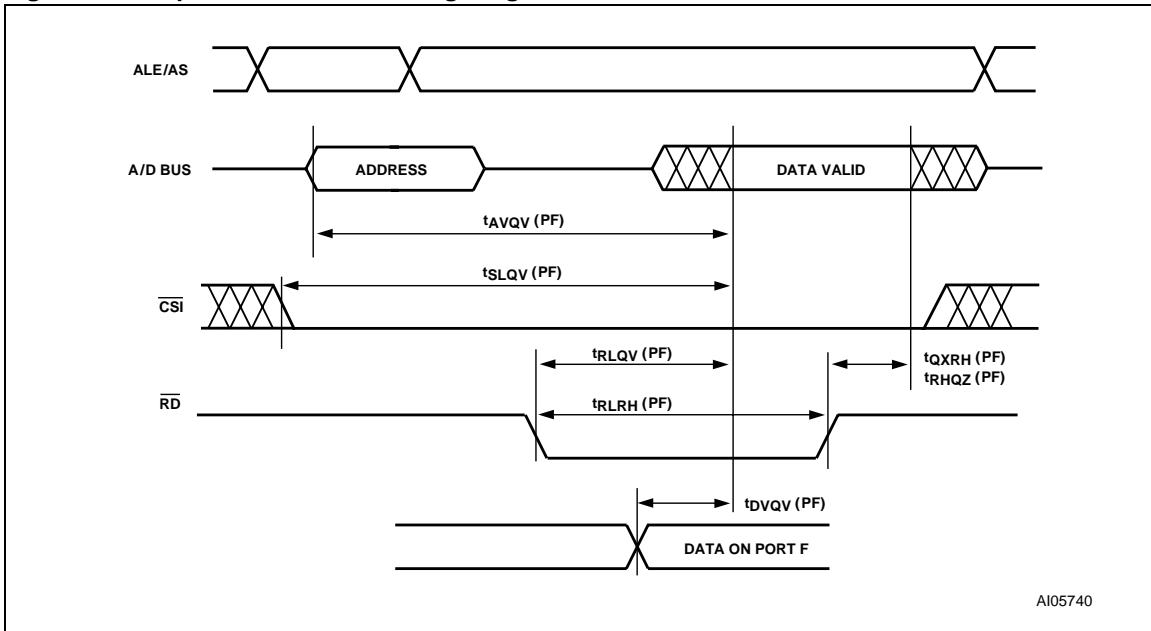 ALE/AS
A/D BUS
ADDRESS
DATA VALID
tAVQV (PF)
tSLQV (PF)
CSI
tRLQV (PF)
tQXRH (PF)
tRHQZ (PF)
RD
tRLRH (PF)
tDVQV (PF)
DATA ON PORT F
AI05740